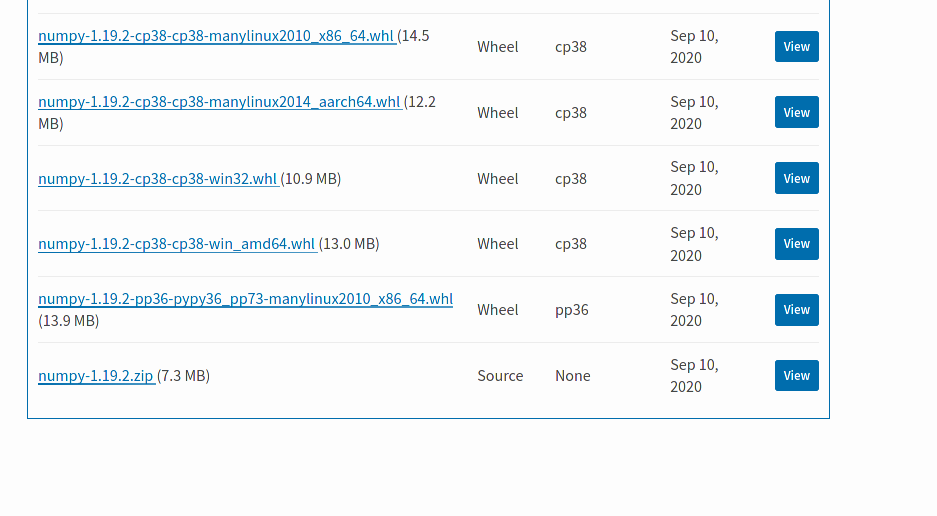 numpy-1.19.2-cp38-cp38-manylinux2010_x86_64.whl (14.5 MB) Wheel cp38 Sep 10, 2020 View
numpy-1.19.2-cp38-cp38-manylinux2014_aarch64.whl (12.2 MB) Wheel cp38 Sep 10, 2020 View
numpy-1.19.2-cp38-cp38-win32.whl (10.9 MB) Wheel cp38 Sep 10, 2020 View
numpy-1.19.2-cp38-cp38-win_amd64.whl (13.0 MB) Wheel cp38 Sep 10, 2020 View
numpy-1.19.2-pp36-pypy36_pp73-manylinux2010_x86_64.whl (13.9 MB) Wheel pp36 Sep 10, 2020 View
numpy-1.19.2.zip (7.3 MB) Source None Sep 10, 2020 View